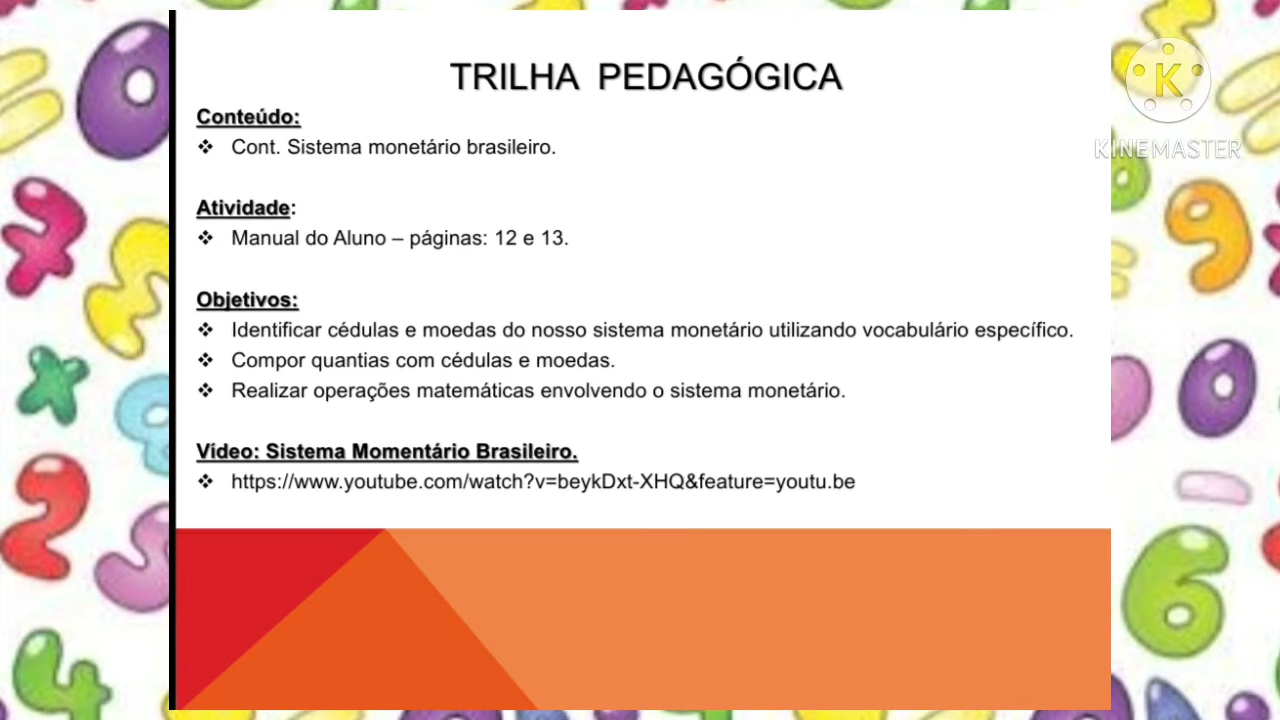 TRILHA PEDAGÓGICA
Conteúdo:
❖ Cont. Sistema monetário brasileiro.
Atividade:
❖ Manual do Aluno – páginas: 12 e 13.
Objetivos:
❖ Identificar cédulas e moedas do nosso sistema monetário utilizando vocabulário específico.
❖ Compor quantias com cédulas e moedas.
❖ Realizar operações matemáticas envolvendo o sistema monetário.
Vídeo: Sistema Momentário Brasileiro.
❖ https://www.youtube.com/watch?v=beykDxt-XHQ&feature=youtu.be
K
KINEMASTER